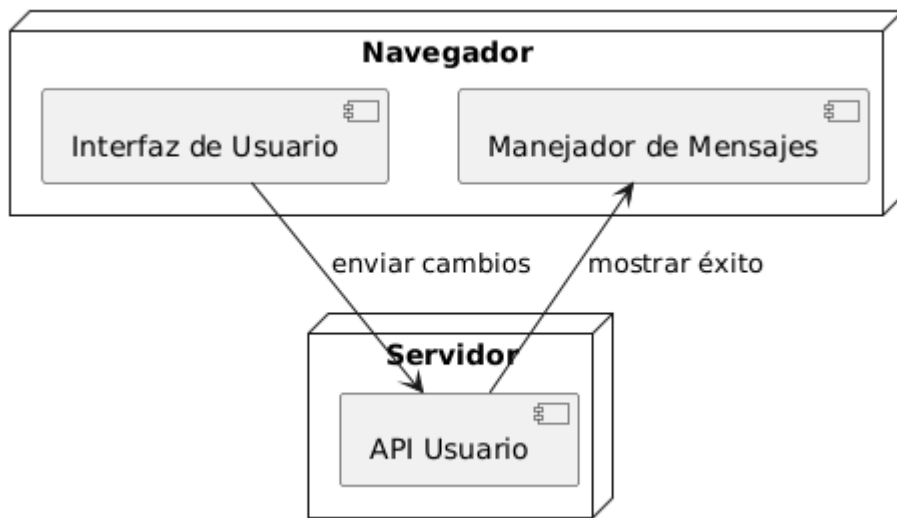 Navegador
Interfaz de Usuario
Manejador de Mensajes
enviar cambios
mostrar éxito
Servidor
API Usuario